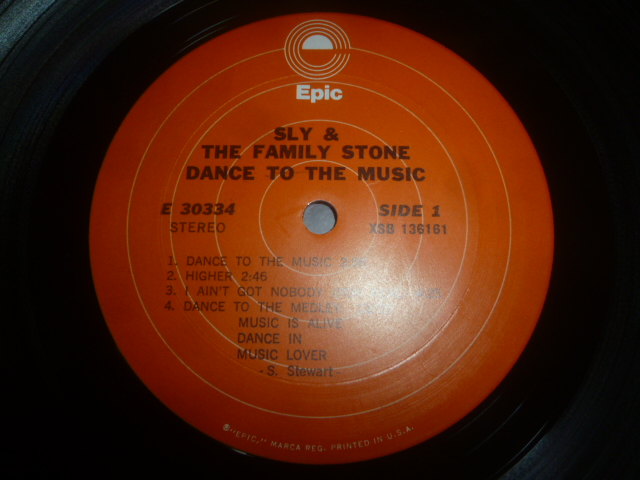 Epic
SLY &
THE FAMILY STONE
DANCE TO THE MUSIC
E 30334 SIDE 1
STEREO XSB 136161
1. DANCE TO THE MUSIC
2. HIGHER 2:46
3. I AIN'T GOT NOBODY
4. DANCE TO THE MEDLEY
MUSIC IS ALIVE
DANCE IN
MUSIC LOVER
-S. Stewart-
®"EPIC," MARCA REG. PRINTED IN U.S.A.